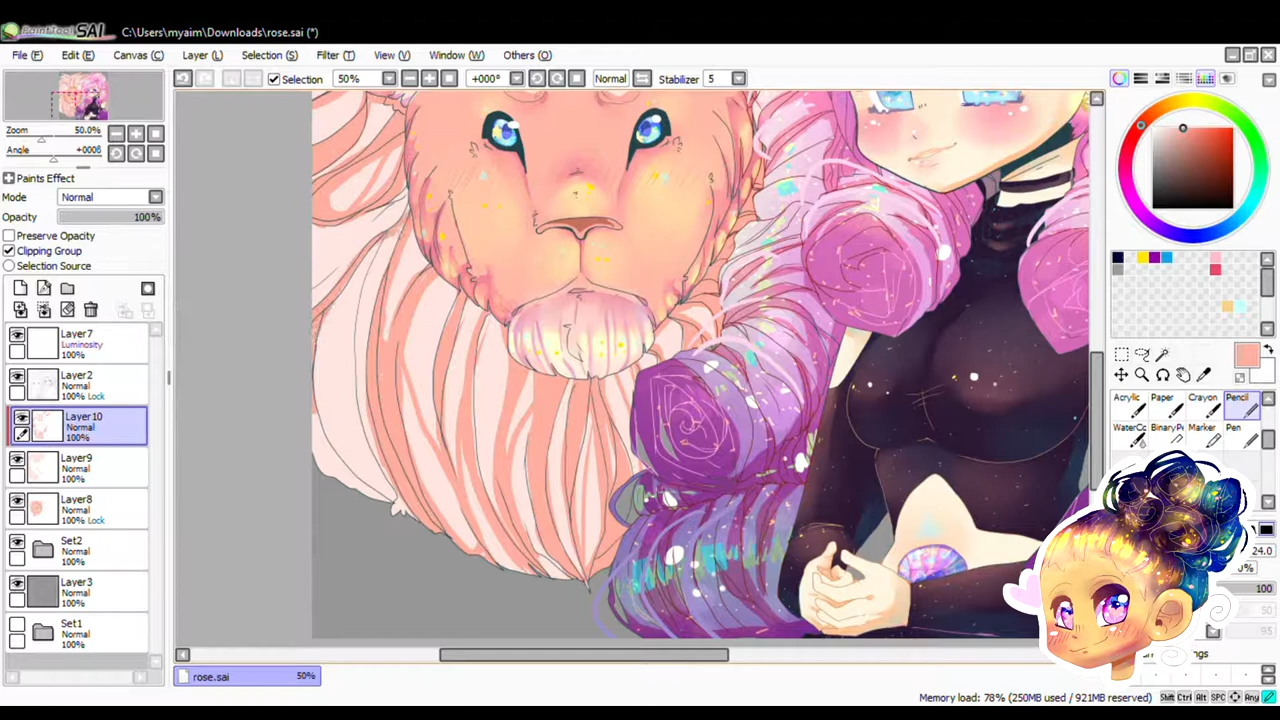 PaintTool SAI C:\Users\myaim\Downloads\rose.sai (*)
File (F) Edit (E) Canvas (C) Layer (L) Selection (S) Filter (T) View (V) Window (W) Others (O)
Selection 50% +000° Normal Stabilizer 5
Zoom 50.0%
Angle +000°
Paints Effect
Mode Normal
Opacity 100%
Preserve Opacity
Clipping Group
Selection Source
Layer7
Luminosity
100%
Layer2
Normal
100% Lock
Layer10
Normal
100%
Layer9
Normal
100%
Layer8
Normal
100% Lock
Set2
Normal
100%
Layer3
Normal
100%
Set1
Normal
100%
Acrylic Paper Crayon Pencil
WaterCo BinaryPe Marker Pen
24.0
0%
100
50
95
rose.sai 50%
Memory load: 78% (250MB used / 921MB reserved) Shift Ctrl Alt SPC Any